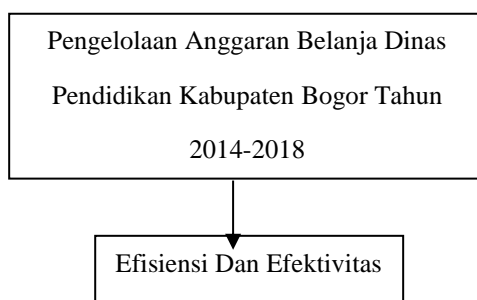 Pengelolaan Anggaran Belanja Dinas
Pendidikan Kabupaten Bogor Tahun
2014-2018
Efisiensi Dan Efektivitas